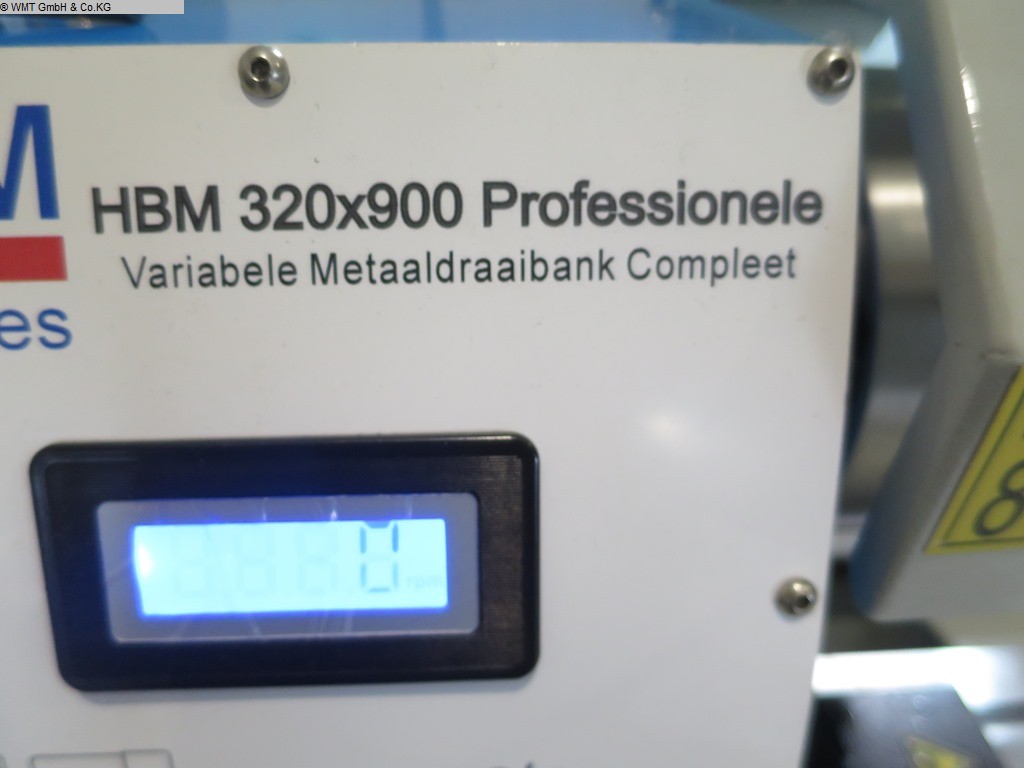 © WMT GmbH & Co.KG
M
HBM 320x900 Professionele
Variabele Metaaldraaibank Compleet
es
0
rpm
8